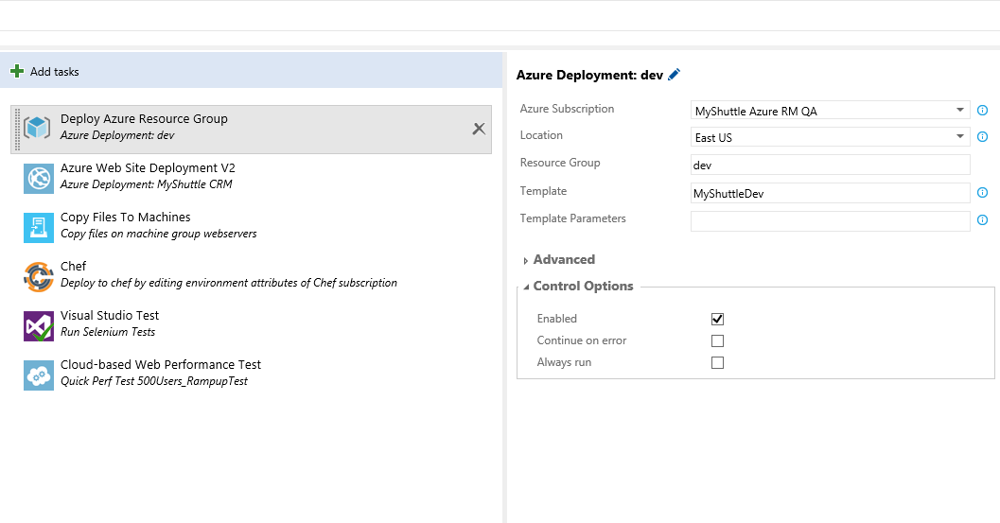 Add tasks
Deploy Azure Resource Group
Azure Deployment: dev
Azure Web Site Deployment V2
Azure Deployment: MyShuttle CRM
Copy Files To Machines
Copy files on machine group webservers
Chef
Deploy to chef by editing environment attributes of Chef subscription
Visual Studio Test
Run Selenium Tests
Cloud-based Web Performance Test
Quick Perf Test 500Users_RampupTest
Azure Deployment: dev
Azure Subscription MyShuttle Azure RM QA
Location East US
Resource Group dev
Template MyShuttleDev
Template Parameters
Advanced
Control Options
Enabled
Continue on error
Always run